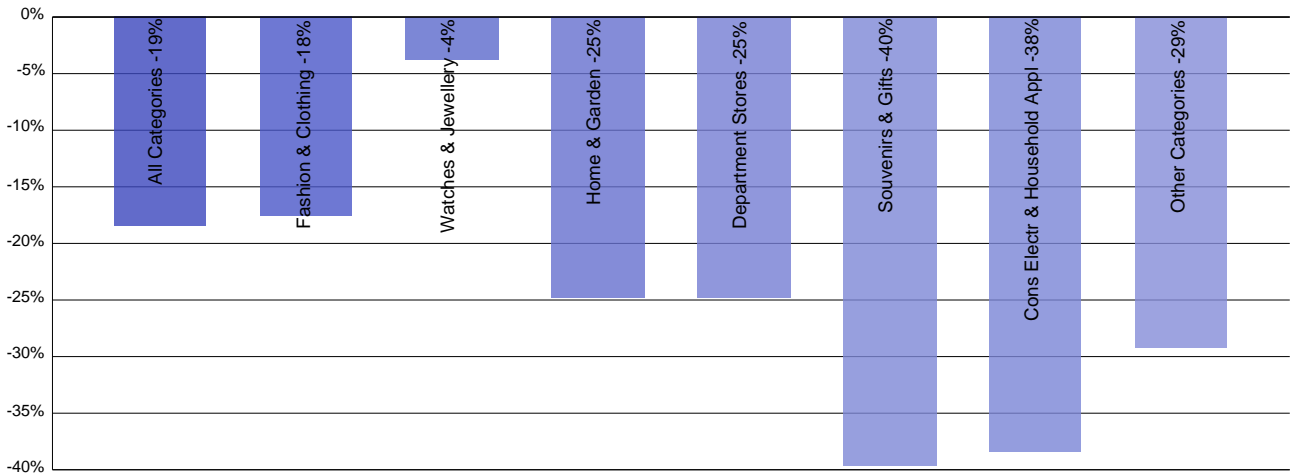 0%
-5%
-10%
-15%
-20%
-25%
-30%
-35%
-40%
All Categories -19%
Fashion & Clothing -18%
Watches & Jewellery -4%
Home & Garden -25%
Department Stores -25%
Souvenirs & Gifts -40%
Cons Electr & Household Appl -38%
Other Categories -29%